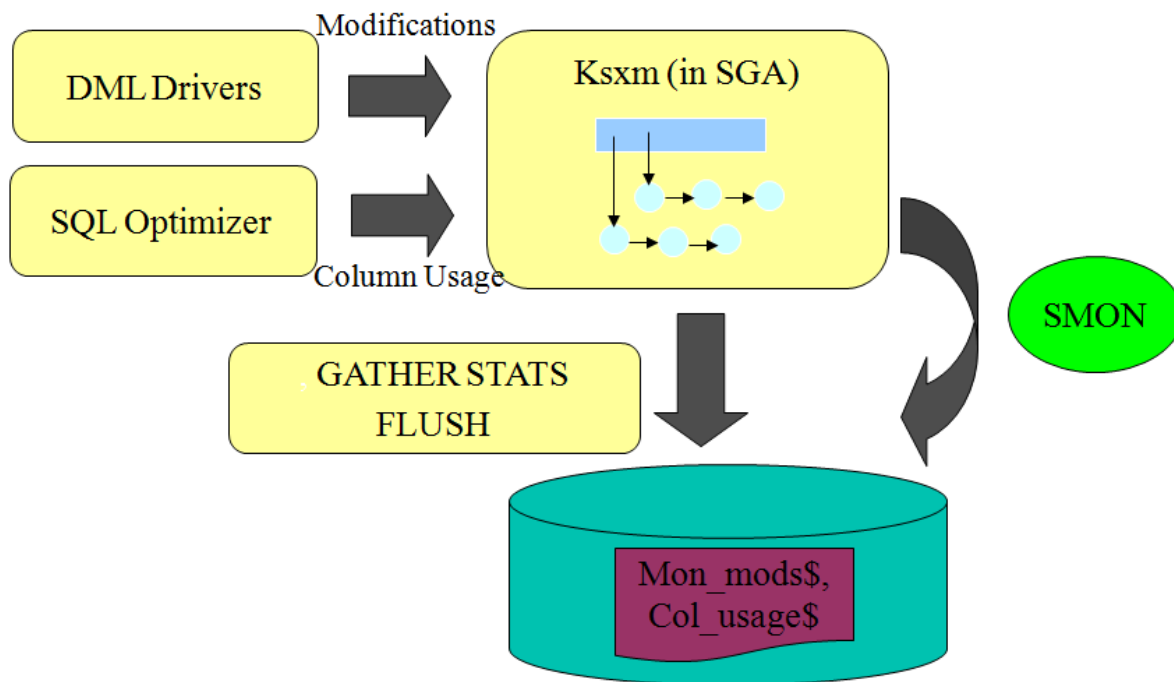 Modifications
DML Drivers
Ksxm (in SGA)
SQL Optimizer
Column Usage
SMON
, GATHER STATS
FLUSH
Mon_mods$,
Col_usage$